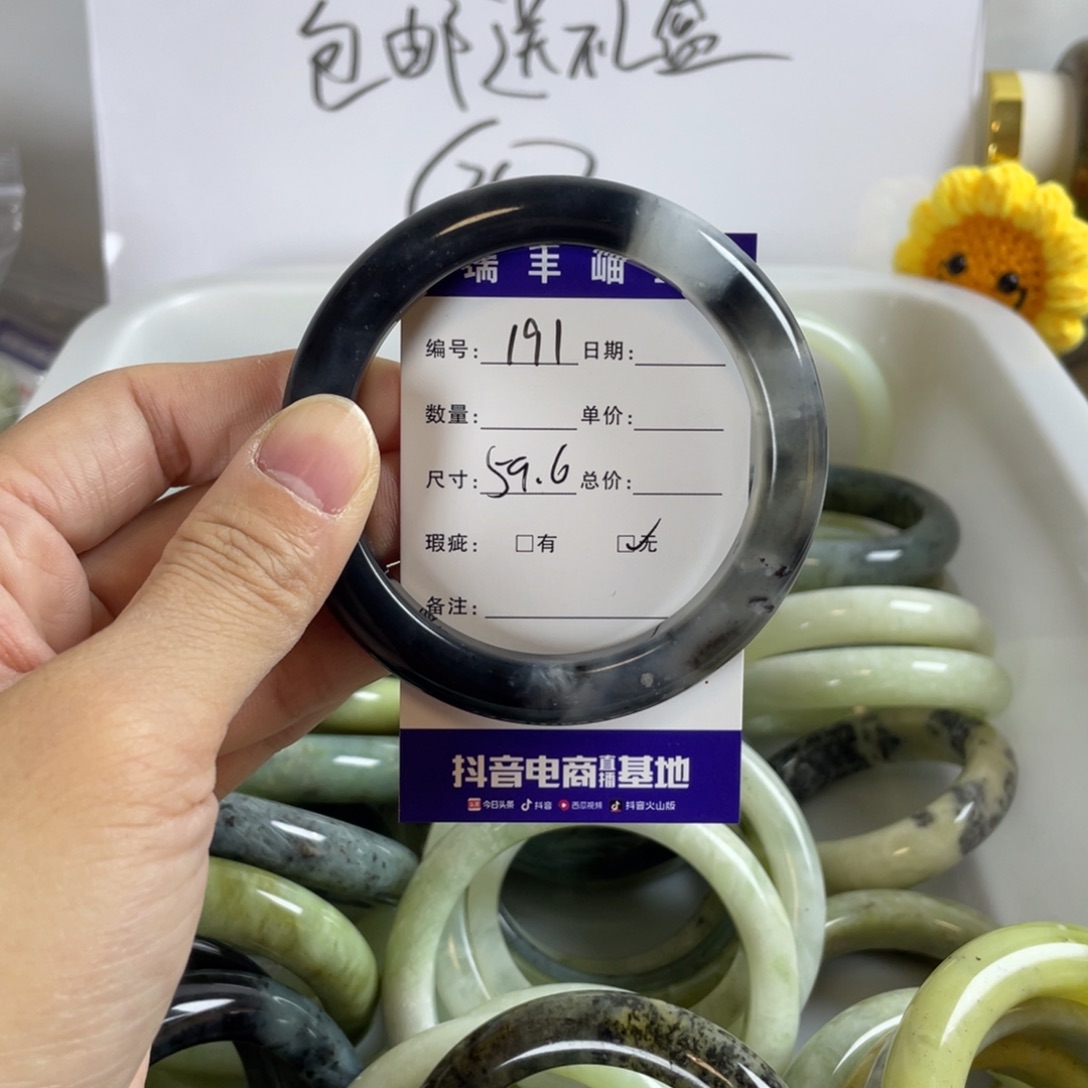 包邮送礼盒
瑞丰岫
编号: 191 日期:
数量: 单价:
尺寸: 59.6 总价:
瑕疵: □有 ☑无
备注:
抖音电商直播基地
今日头条 抖音 西瓜视频 抖音火山版